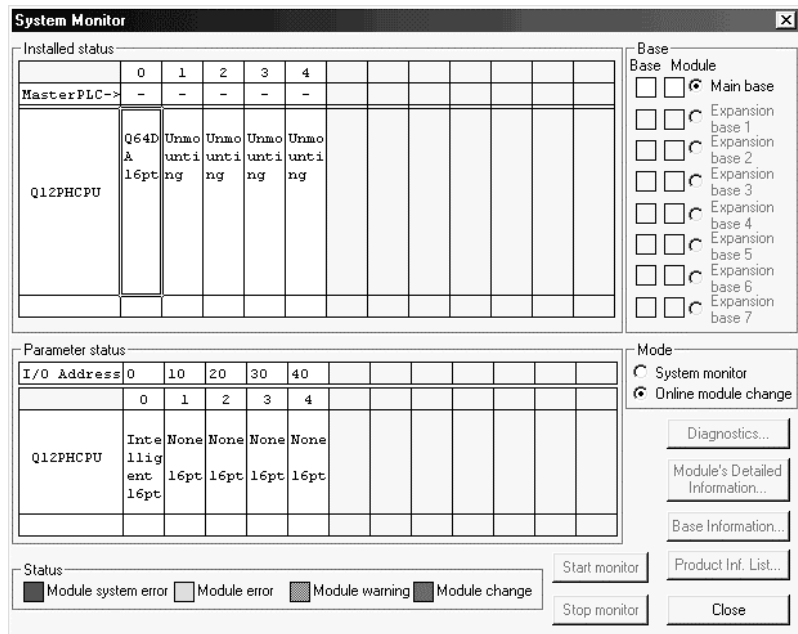 System Monitor
Installed status
0 1 2 3 4
MasterPLC-> - - - - -
Q12PHCPU
Q64D Unmo Unmo Unmo Unmo
A unti unti unti unti
16pt ng ng ng ng
Base
Base Module
Main base
Expansion
base 1
Expansion
base 2
Expansion
base 3
Expansion
base 4
Expansion
base 5
Expansion
base 6
Expansion
base 7
Parameter status
I/O Address 0 10 20 30 40
0 1 2 3 4
Q12PHCPU
Inte None None None None
llig
ent 16pt 16pt 16pt 16pt
16pt
Mode
System monitor
Online module change
Diagnostics...
Module's Detailed
Information...
Base Information...
Product Inf. List...
Status
Module system error Module error Module warning Module change
Start monitor
Stop monitor
Close